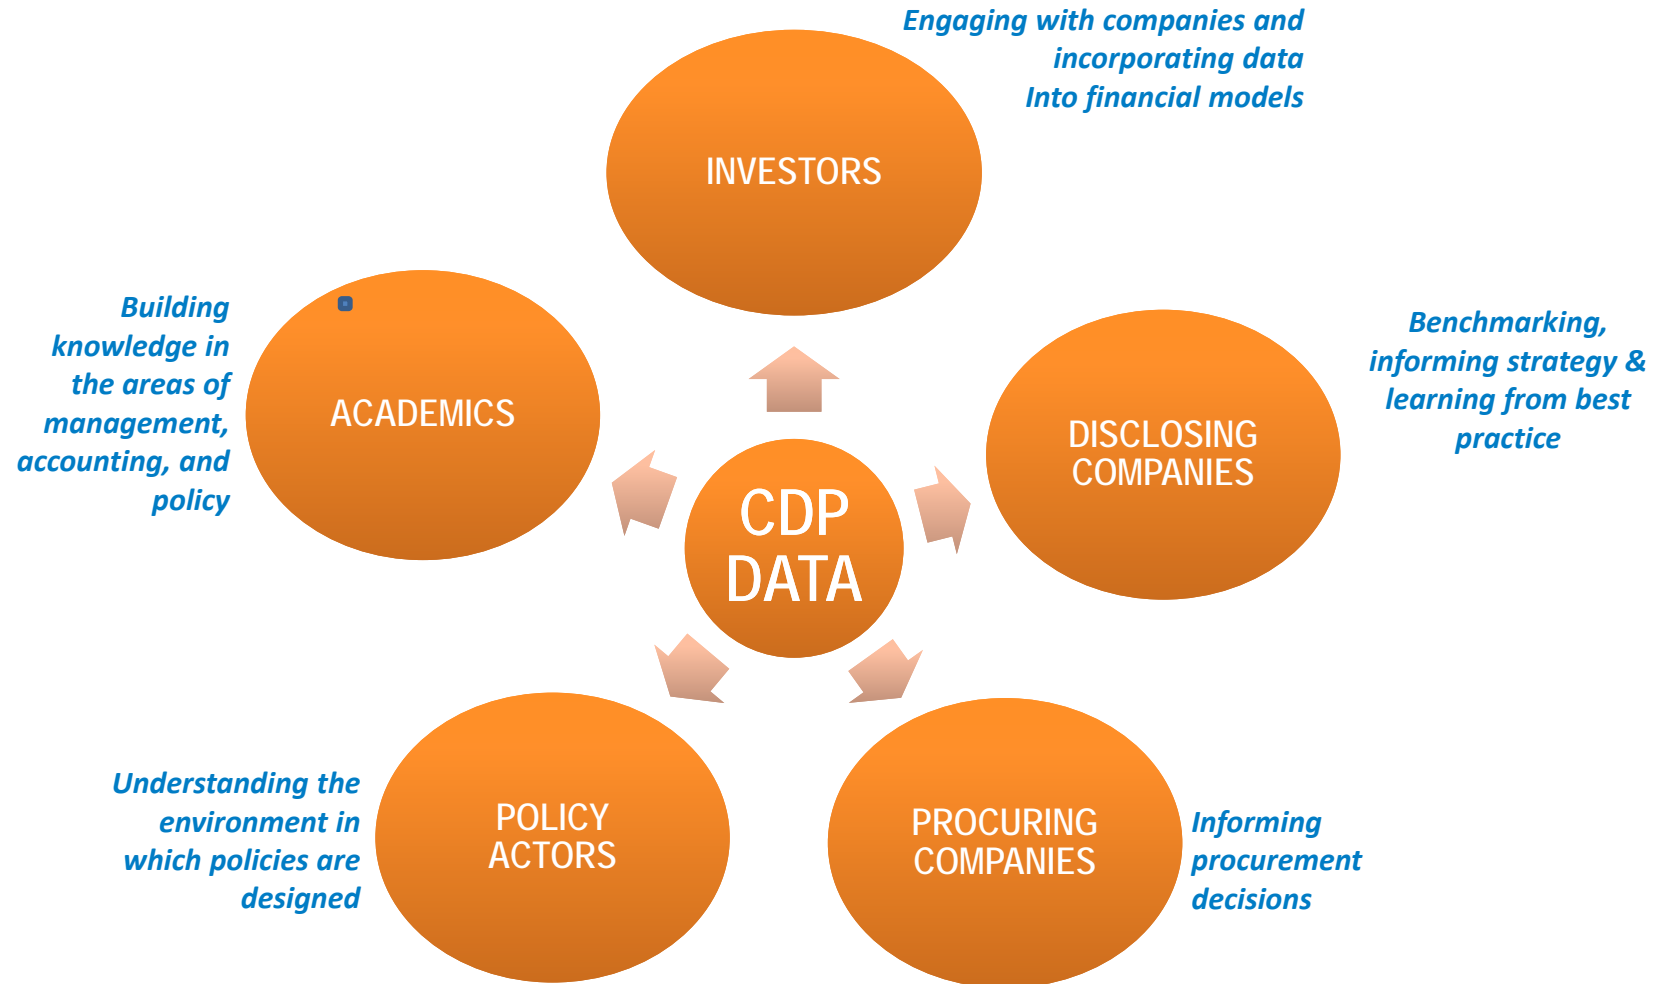 Engaging with companies and
incorporating data
Into financial models
INVESTORS
Building
knowledge in
the areas of
management,
accounting, and
policy
ACADEMICS
Benchmarking,
informing strategy &
learning from best
practice
DISCLOSING
COMPANIES
CDP
DATA
Understanding the
environment in
which policies are
designed
POLICY
ACTORS
PROCURING
COMPANIES
Informing
procurement
decisions